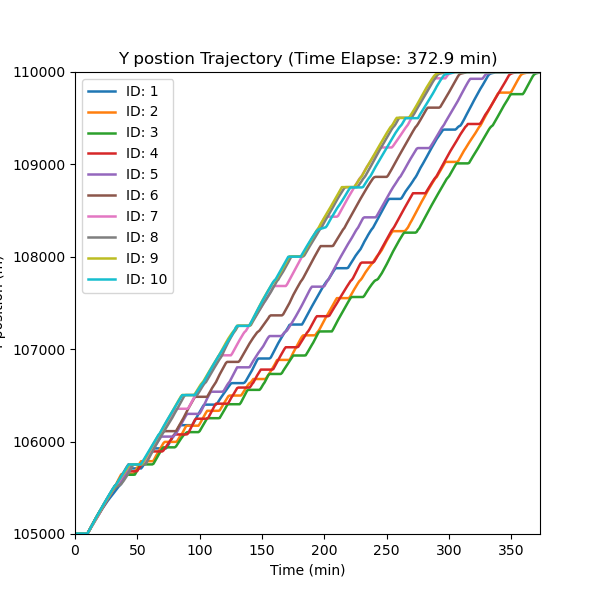 Y postion Trajectory (Time Elapse: 372.9 min)
110000
109000
108000
107000
106000
105000
ID: 1
ID: 2
ID: 3
ID: 4
ID: 5
ID: 6
ID: 7
ID: 8
ID: 9
ID: 10
0 50 100 150 200 250 300 350
Time (min)